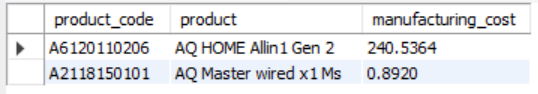 product_code product manufacturing_cost
A6120110206 AQ HOME Allin1 Gen 2 240.5364
A2118150101 AQ Master wired x1 Ms 0.8920